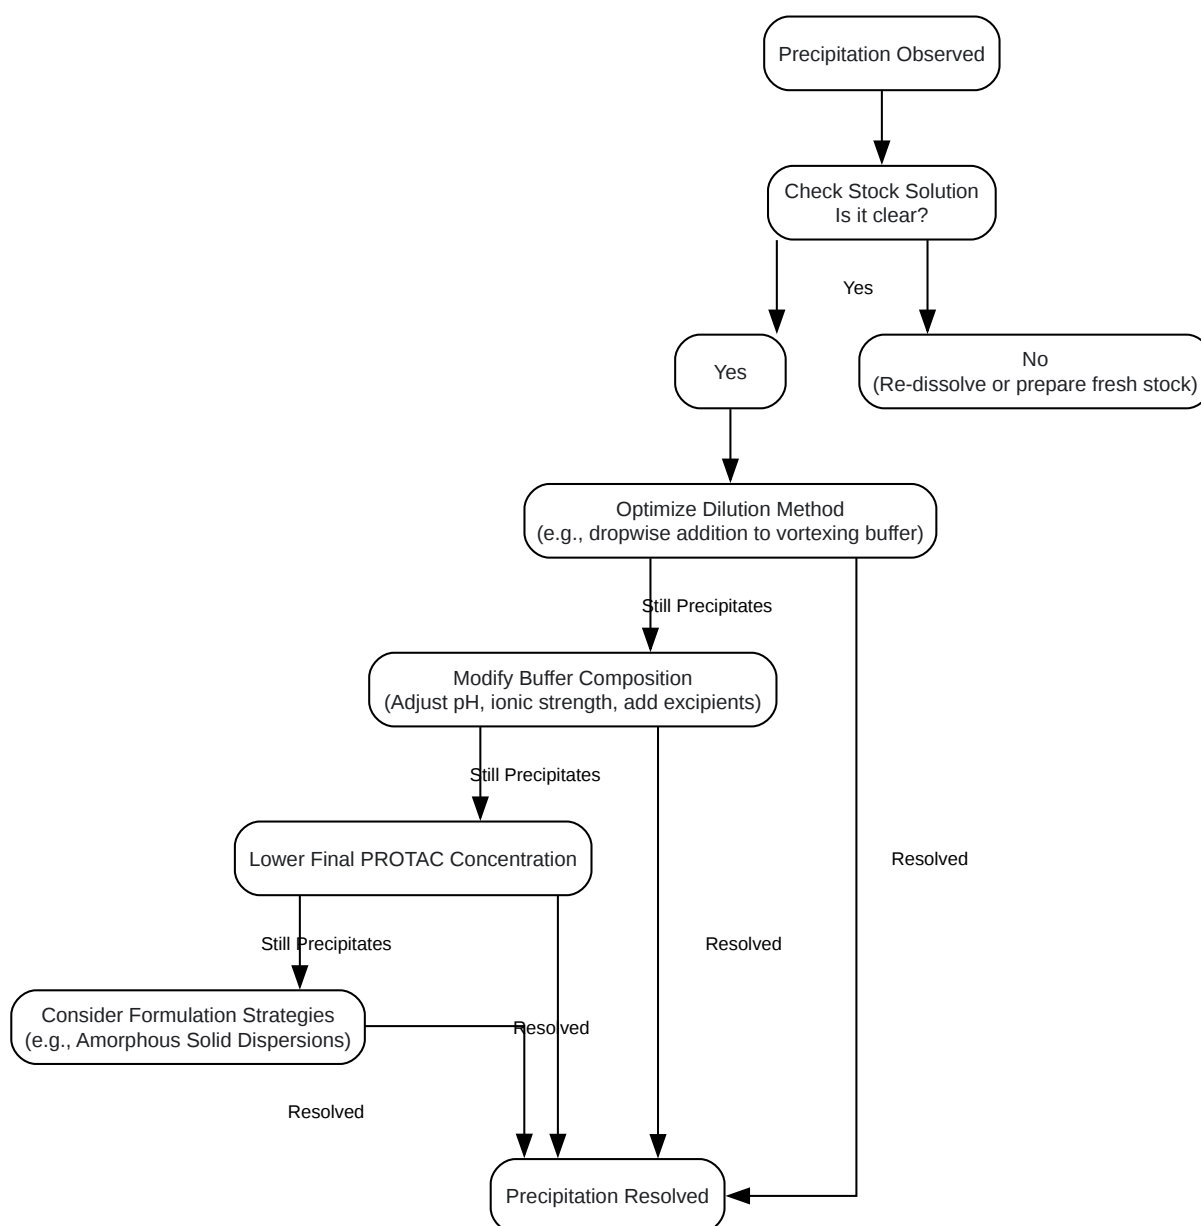 Precipitation Observed
Check Stock Solution
Is it clear?
Yes
Yes
No
(Re-dissolve or prepare fresh stock)
Optimize Dilution Method
(e.g., dropwise addition to vortexing buffer)
Still Precipitates
Modify Buffer Composition
(Adjust pH, ionic strength, add excipients)
Still Precipitates
Lower Final PROTAC Concentration
Resolved
Still Precipitates
Resolved
Consider Formulation Strategies
(e.g., Amorphous Solid Dispersions)
Resolved
Resolved
Precipitation Resolved